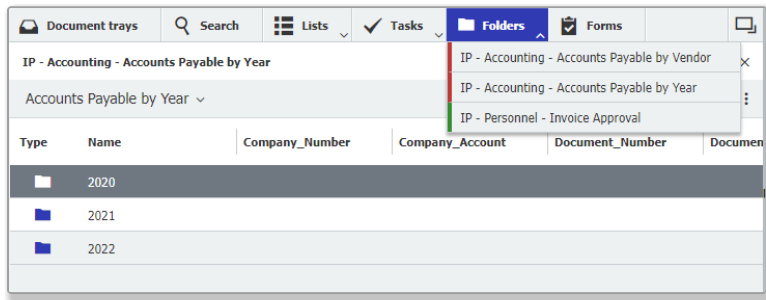 Document trays Search Lists Tasks Folders Forms
IP - Accounting - Accounts Payable by Year
IP - Accounting - Accounts Payable by Vendor
IP - Accounting - Accounts Payable by Year
IP - Personnel - Invoice Approval
Accounts Payable by Year
Type Name Company_Number Company_Account Document_Number Documen
2020
2021
2022